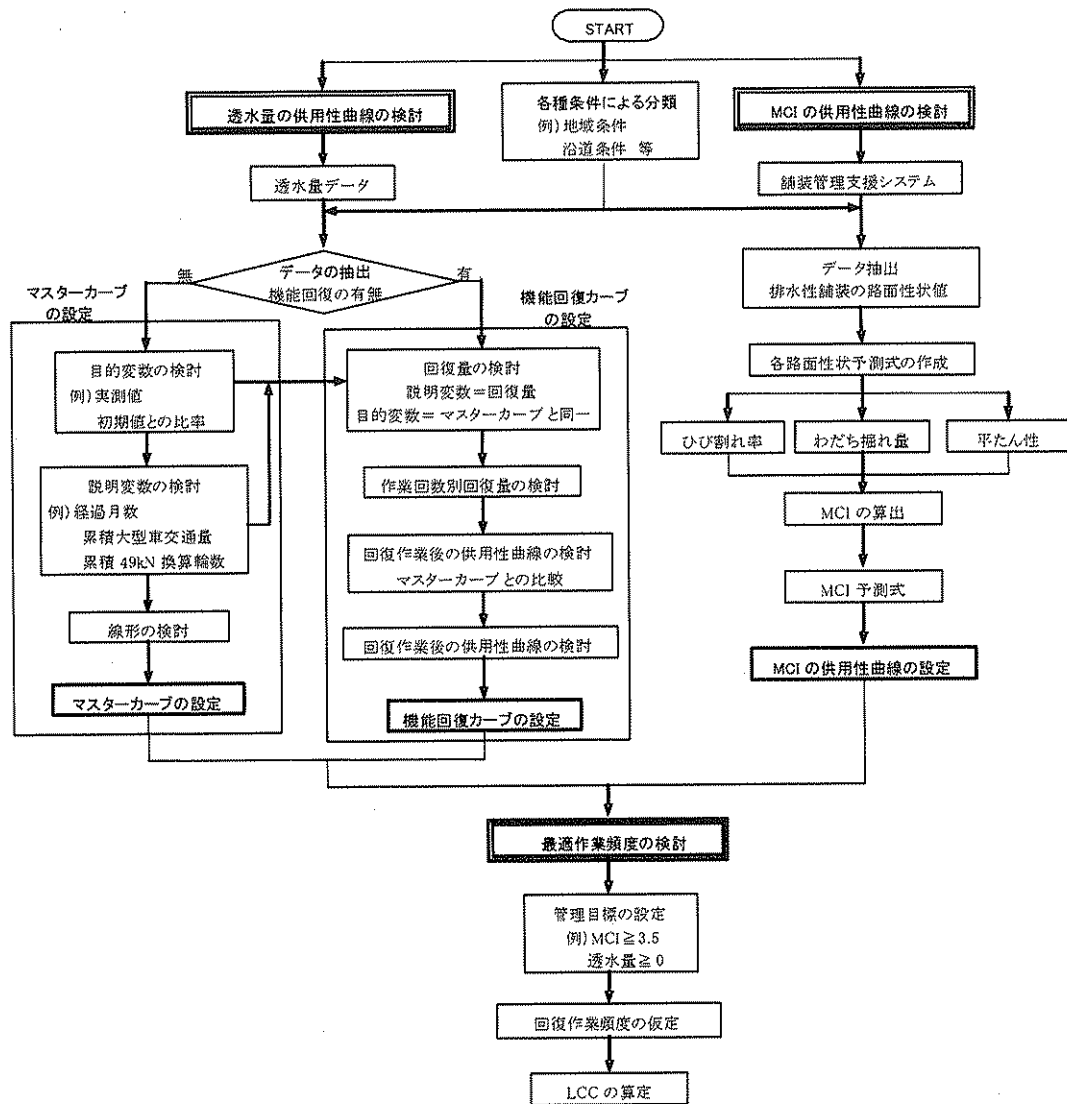 START
透水量の供用性曲線の検討
各種条件による分類
例)地域条件
沿道条件 等
MCI の供用性曲線の検討
透水量データ
舗装管理支援システム
無
データの抽出
機能回復の有無
有
マスターカーブ
の設定
目的変数の検討
例)実測値
初期値との比率
説明変数の検討
例)経過月数
累積大型車交通量
累積 49kN 換算輪数
線形の検討
マスターカーブの設定
機能回復カーブ
の設定
回復量の検討
説明変数=回復量
目的変数=マスターカーブと同一
作業回数別回復量の検討
回復作業後の供用性曲線の検討
マスターカーブとの比較
回復作業後の供用性曲線の検討
機能回復カーブの設定
データ抽出
排水性舗装の路面性状値
各路面性状予測式の作成
ひび割れ率
わだち掘れ量
平たん性
MCI の算出
MCI 予測式
MCI の供用性曲線の設定
最適作業頻度の検討
管理目標の設定
例)MCI≧3.5
透水量≧0
回復作業頻度の仮定
LCC の算定